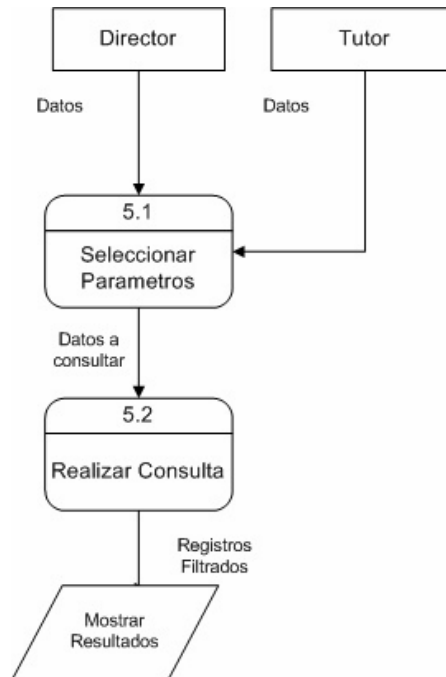 Director
Tutor
Datos
Datos
5.1
Seleccionar
Parametros
Datos a
consultar
5.2
Realizar Consulta
Registros
Filtrados
Mostrar
Resultados